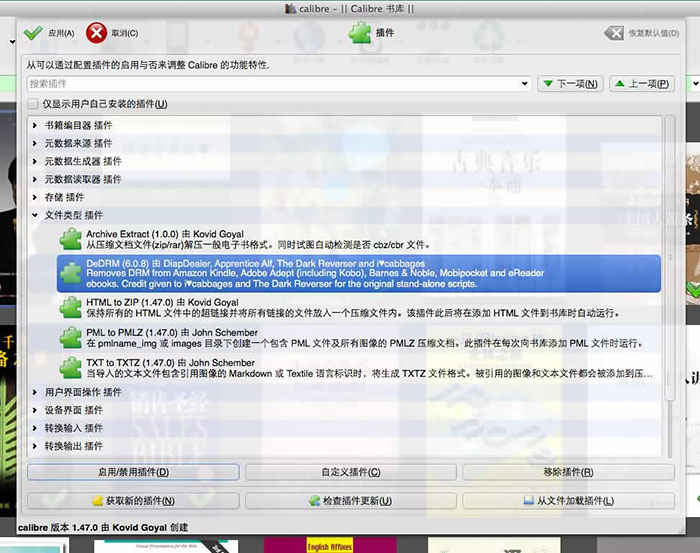 calibre - || Calibre 书库 ||
应用(A) 取消(C) 插件 恢复默认值(D)
从可以通过配置插件的启用与否来调整 Calibre 的功能特性.
搜索插件 下一项(N) 上一项(P)
仅显示用户自己安装的插件(U)
书籍编辑器 插件
元数据来源 插件
元数据生成器 插件
元数据读取器 插件
存储 插件
文件类型 插件
Archive Extract (1.0.0) 由 Kovid Goyal
从压缩文档文件(zip/rar)解压一般电子书格式。同时试图自动检测是否 cbz/cbr 文件。
DeDRM (6.0.8) 由 DiapDealer, Apprentice Alf, The Dark Reverser and i♥cabbages
Removes DRM from Amazon Kindle, Adobe Adept (including Kobo), Barnes & Noble, Mobipocket and eReader
ebooks. Credit given to i♥cabbages and The Dark Reverser for the original stand-alone scripts.
HTML to ZIP (1.47.0) 由 Kovid Goyal
保持所有的 HTML 文件中的超链接并将所有链接的文件放入一个压缩文件内。该插件此后将在添加 HTML 文件到书库时自动运行。
PML to PMLZ (1.47.0) 由 John Schember
在 pmlname_img 或 images 目录下创建一个包含 PML 文件及所有图像的 PMLZ 压缩文档。此插件在每次向书库添加 PML 文件时运行。
TXT to TXTZ (1.47.0) 由 John Schember
当导入的文本文件包含引用图像的 Markdown 或 Textile 语言标识时，将生成 TXTZ 文件格式。被引用的图像和文本文件都会被添加到压...
用户界面操作 插件
设备界面 插件
转换输入 插件
转换输出 插件
古典音乐
一本通
销售圣经
SALES
BIBLE
启用/禁用插件(D) 自定义插件(C) 移除插件(R)
获取新的插件(N) 检查插件更新(U) 从文件加载插件(L)
calibre 版本 1.47.0 由 Kovid Goyal 创建
English Affixes